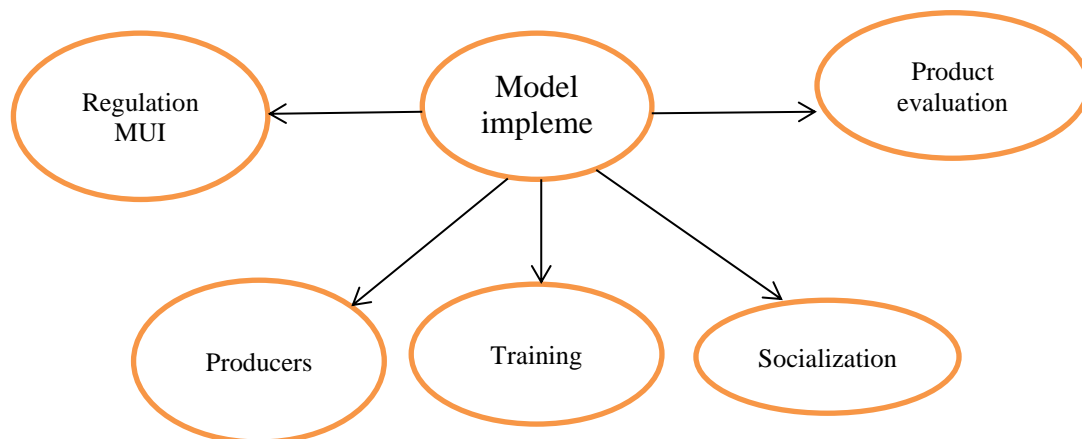 Regulation
MUI
Model
impleme
Product
evaluation
Producers
Training
Socialization